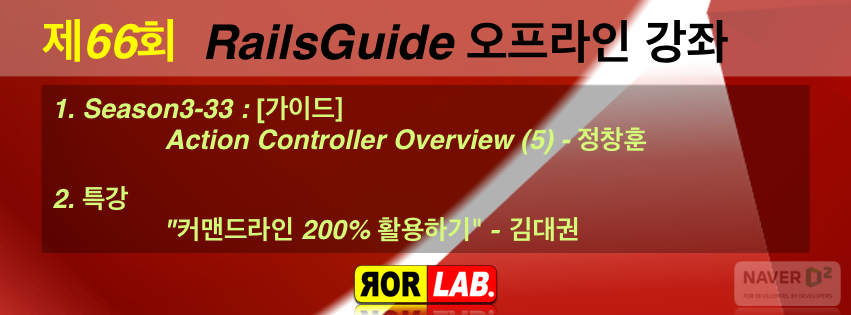 제66회 RailsGuide 오프라인 강좌
1. Season3-33 : [가이드]
Action Controller Overview (5) - 정창훈
2. 특강
"커맨드라인 200% 활용하기" - 김대권
ROR LAB.
NAVER D2
FOR DEVELOPERS, BY DEVELOPERS